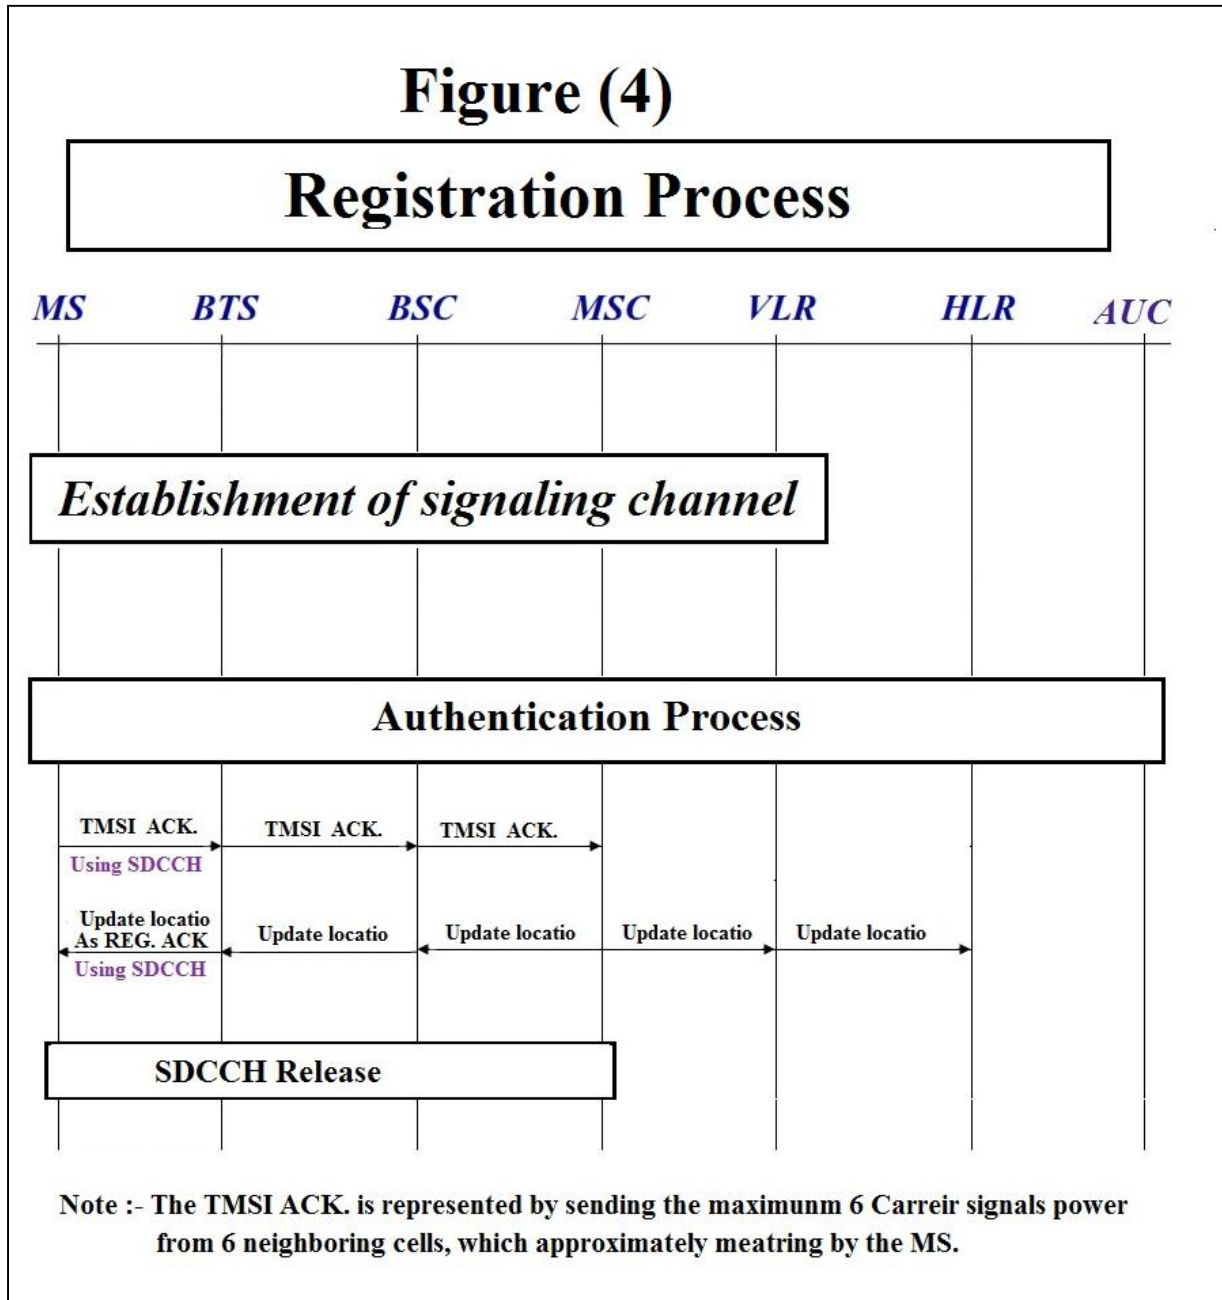 Figure (4)
Registration Process
MS BTS BSC MSC VLR HLR AUC
Establishment of signaling channel
Authentication Process
TMSI ACK. TMSI ACK. TMSI ACK.
Using SDCCH
Update locatio
As REG. ACK
Update locatio Update locatio Update locatio Update locatio
Using SDCCH
SDCCH Release
Note :- The TMSI ACK. is represented by sending the maximunm 6 Carreir signals power
from 6 neighboring cells, which approximately meatring by the MS.